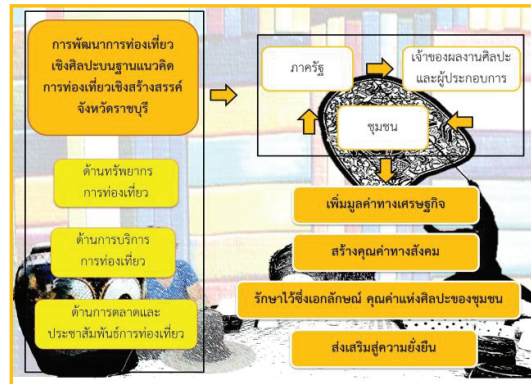 การพัฒนาการท่องเที่ยว
เชิงศิลปะบนฐานแนวคิด
การท่องเที่ยวเชิงสร้างสรรค์
จังหวัดราชบุรี
ด้านทรัพยากร
การท่องเที่ยว
ด้านการบริการ
การท่องเที่ยว
ด้านการตลาดและ
ประชาสัมพันธ์การท่องเที่ยว
ภาครัฐ
เจ้าของผลงานศิลปะ
และผู้ประกอบการ
ชุมชน
เพิ่มมูลค่าทางเศรษฐกิจ
สร้างคุณค่าทางสังคม
รักษาไว้ซึ่งเอกลักษณ์ คุณค่าแห่งศิลปะของชุมชน
ส่งเสริมสู่ความยั่งยืน